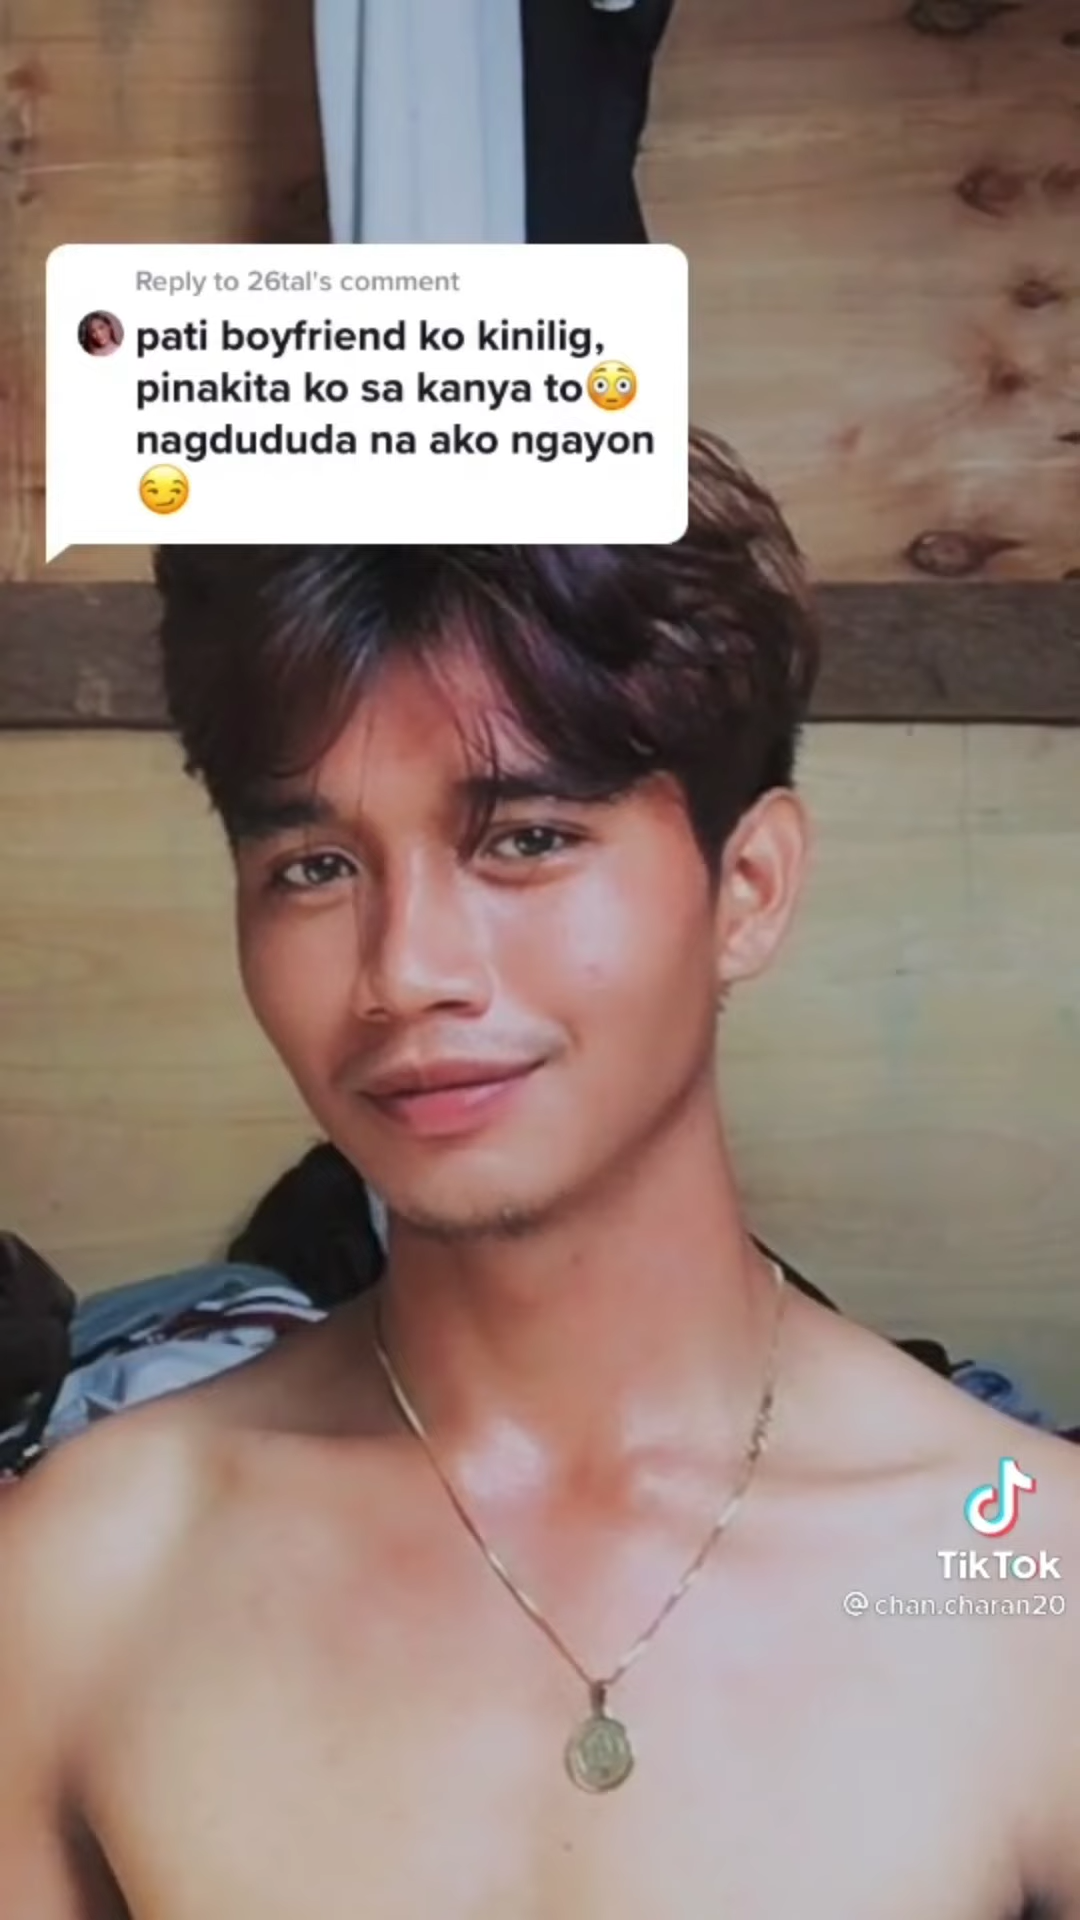 Reply to 26tal's comment
pati boyfriend ko kinilig,
pinakita ko sa kanya to😳
nagdududa na ako ngayon
😏
TikTok
@chan.charan20